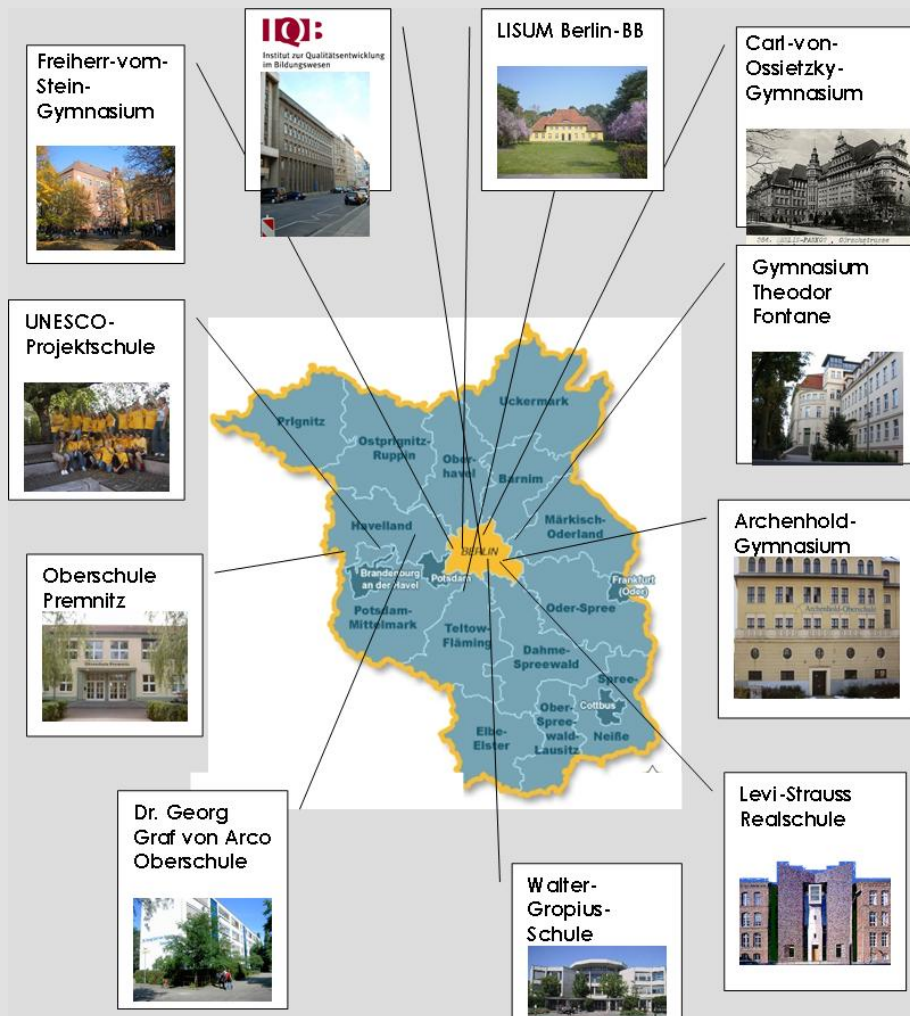 Freiherr-vom-
Stein-
Gymnasium
IQB
Institut zur Qualitätsentwicklung
im Bildungswesen
LISUM Berlin-BB
Carl-von-
Ossietzky-
Gymnasium
UNESCO-
Projektschule
Gymnasium
Theodor
Fontane
Oberschule
Premnitz
Archenhold-
Gymnasium
Archenhold-Oberschule
Dr. Georg
Graf von Arco
Oberschule
Walter-
Gropius-
Schule
Levi-Strauss
Realschule
Prignitz
Ostprignitz-
Ruppin
Ober-
havel
Uckermark
Barnim
Havelland
Märkisch-
Oderland
BERLIN
Brandenburg
an der Havel
Potsdam
Frankfurt
(Oder)
Potsdam-
Mittelmark
Teltow-
Fläming
Oder-Spree
Dahme-
Spreewald
Spree-
Neiße
Cottbus
Ober-
Spree-
wald-
Lausitz
Elbe-
Elster